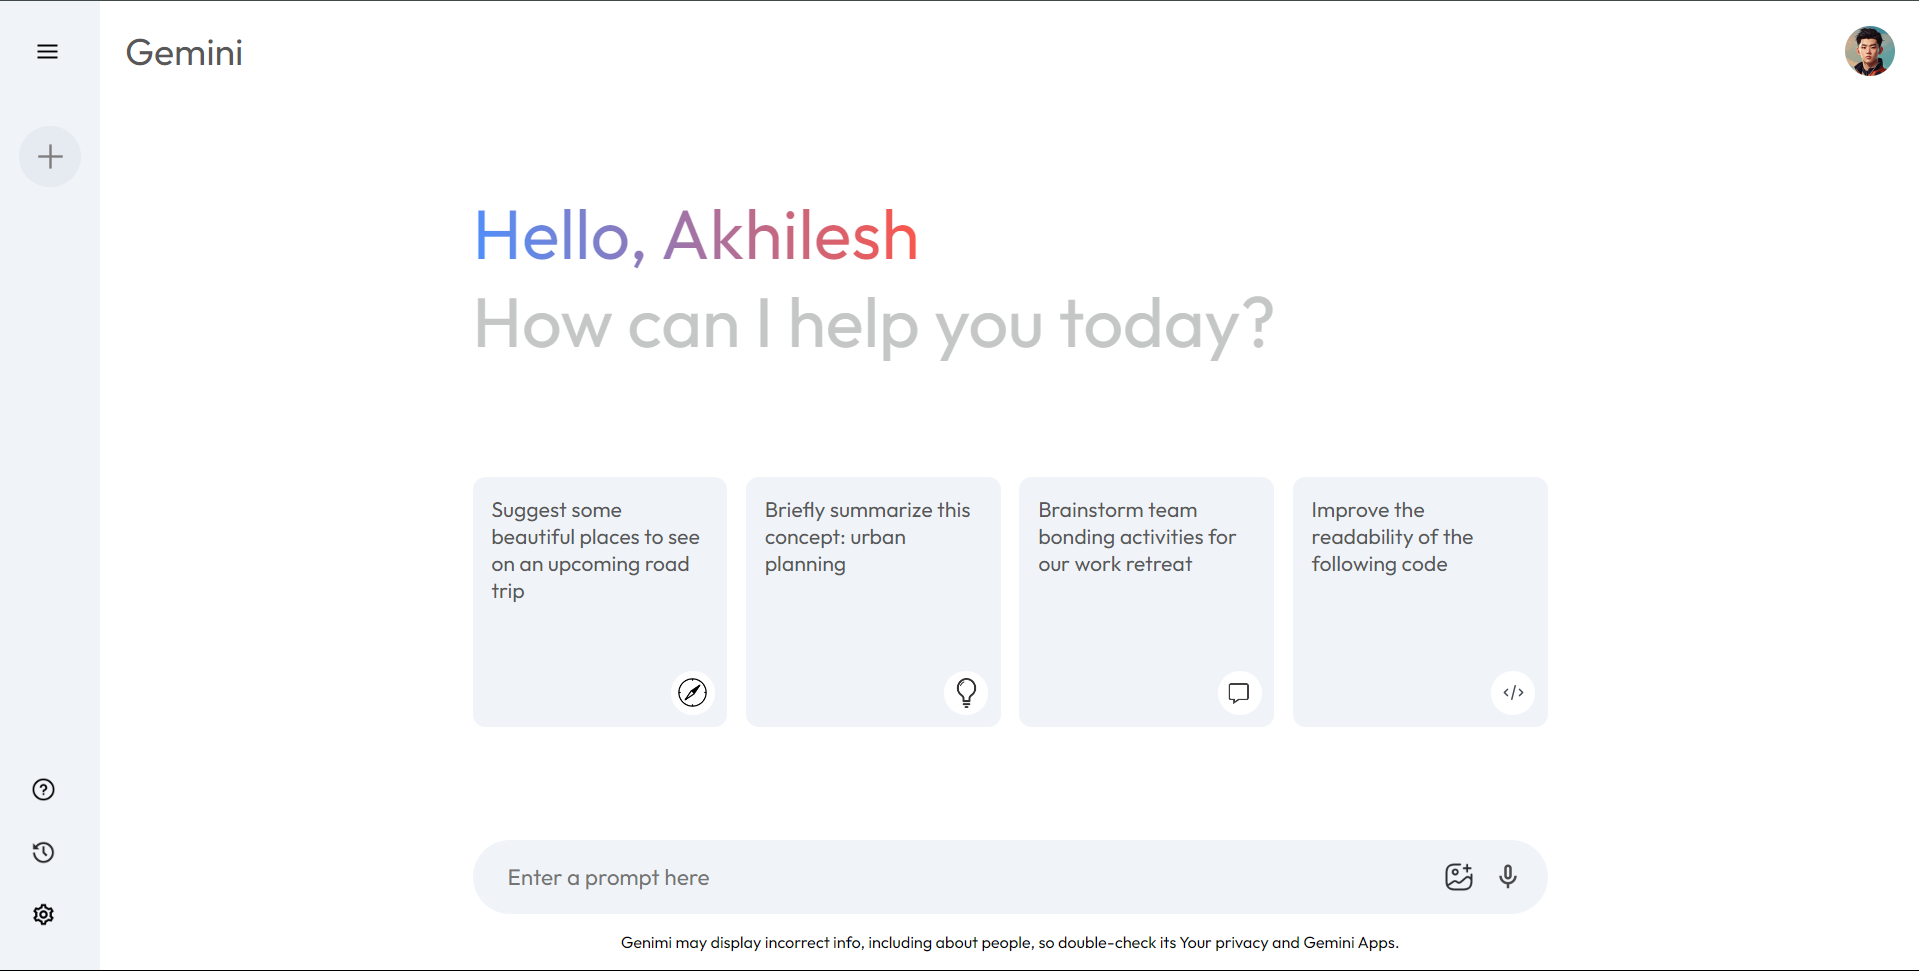 Gemini
Hello, Akhilesh
How can I help you today?
Suggest some
beautiful places to see
on an upcoming road
trip
Briefly summarize this
concept: urban
planning
Brainstorm team
bonding activities for
our work retreat
Improve the
readability of the
following code
Enter a prompt here
Genimi may display incorrect info, including about people, so double-check its Your privacy and Gemini Apps.